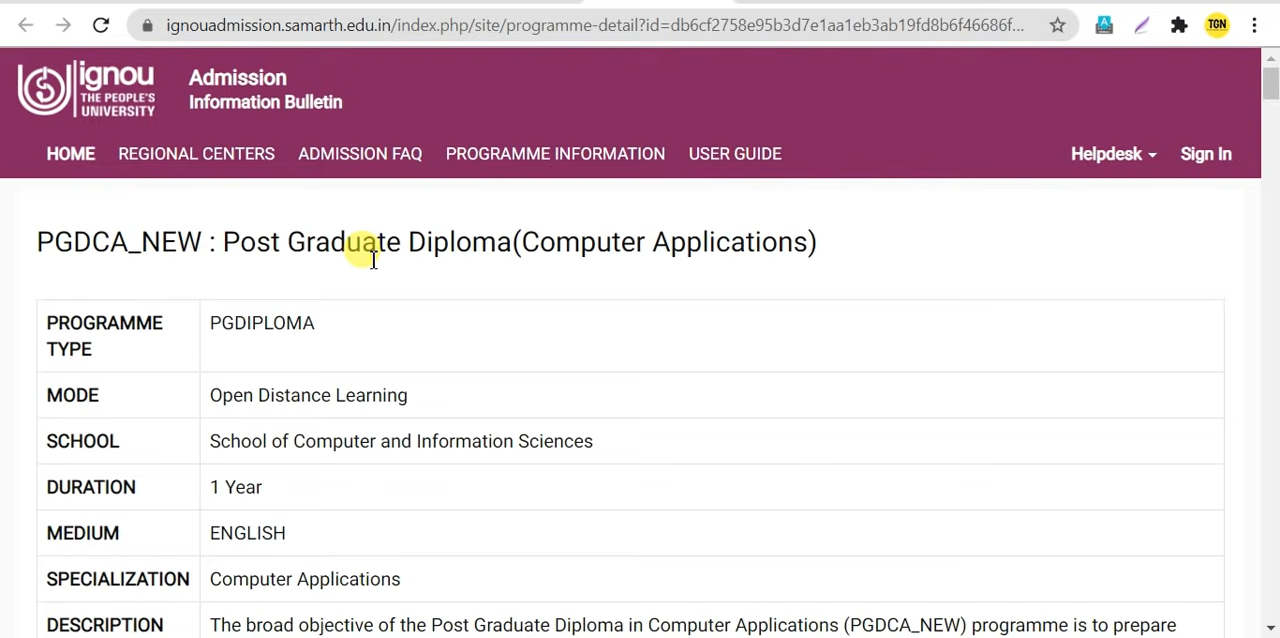 ignouadmission.samarth.edu.in/index.php/site/programme-detail?id=db6cf2758e95b3d7e1aa1eb3ab19fd8b6f46686f...
TGN
ignou
THE PEOPLE'S
UNIVERSITY
Admission
Information Bulletin
HOME REGIONAL CENTERS ADMISSION FAQ PROGRAMME INFORMATION USER GUIDE Helpdesk Sign In
PGDCA_NEW : Post Graduate Diploma(Computer Applications)
PROGRAMME TYPE PGDIPLOMA
MODE Open Distance Learning
SCHOOL School of Computer and Information Sciences
DURATION 1 Year
MEDIUM ENGLISH
SPECIALIZATION Computer Applications
DESCRIPTION The broad objective of the Post Graduate Diploma in Computer Applications (PGDCA_NEW) programme is to prepare